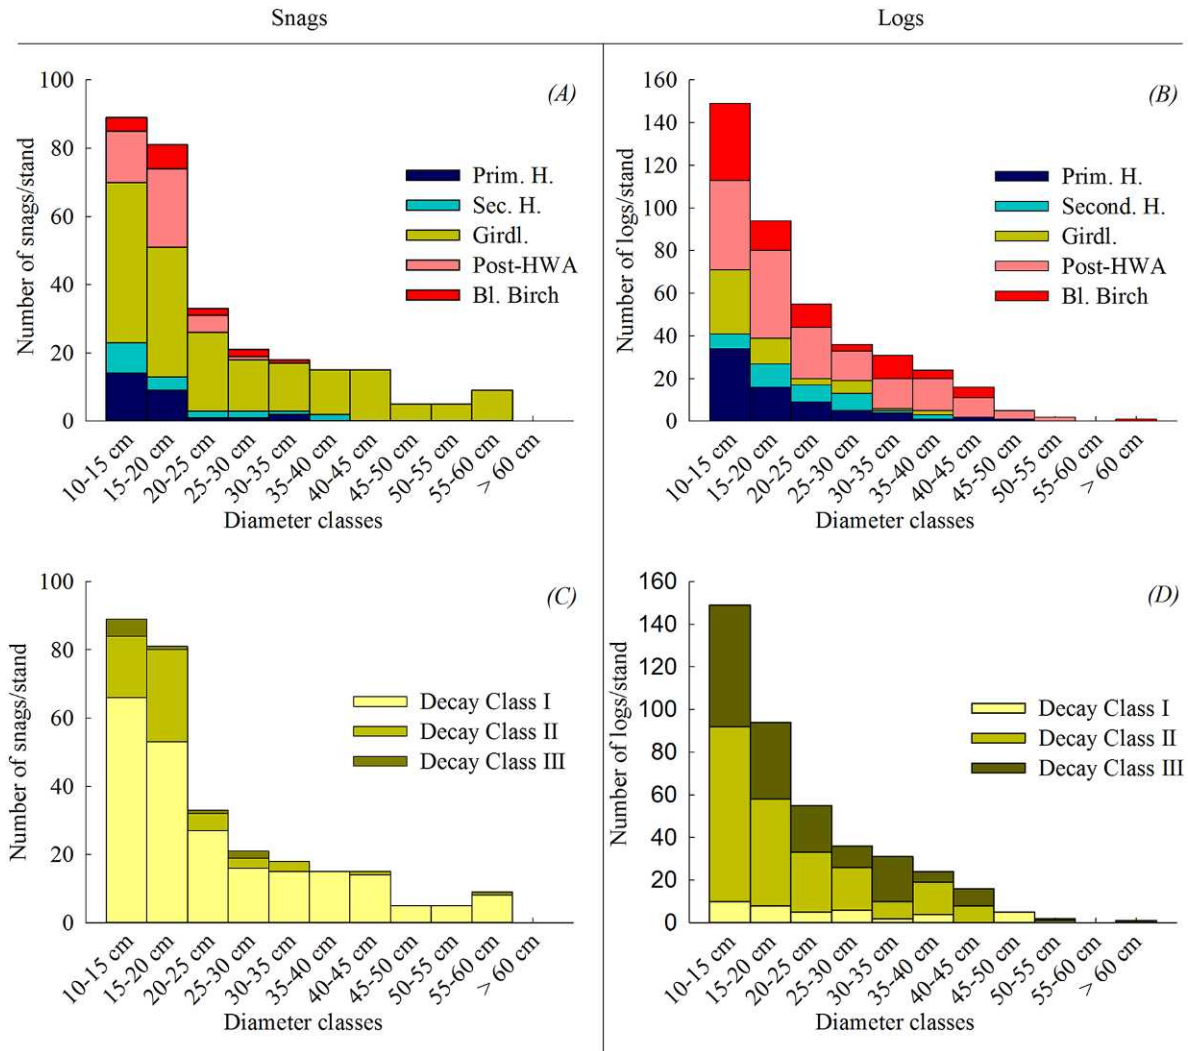 Snags
Logs
(A)
Number of snags/stand
100
80
60
40
20
0
Prim. H.
Sec. H.
Girdl.
Post-HWA
Bl. Birch
10-15 cm
15-20 cm
20-25 cm
25-30 cm
30-35 cm
35-40 cm
40-45 cm
45-50 cm
50-55 cm
55-60 cm
> 60 cm
Diameter classes
(B)
Number of logs/stand
160
140
120
100
80
60
40
20
0
Prim. H.
Second. H.
Girdl.
Post-HWA
Bl. Birch
10-15 cm
15-20 cm
20-25 cm
25-30 cm
30-35 cm
35-40 cm
40-45 cm
45-50 cm
50-55 cm
55-60 cm
> 60 cm
Diameter classes
(C)
Number of snags/stand
100
80
60
40
20
0
Decay Class I
Decay Class II
Decay Class III
10-15 cm
15-20 cm
20-25 cm
25-30 cm
30-35 cm
35-40 cm
40-45 cm
45-50 cm
50-55 cm
55-60 cm
> 60 cm
Diameter classes
(D)
Number of logs/stand
160
140
120
100
80
60
40
20
0
Decay Class I
Decay Class II
Decay Class III
10-15 cm
15-20 cm
20-25 cm
25-30 cm
30-35 cm
35-40 cm
40-45 cm
45-50 cm
50-55 cm
55-60 cm
> 60 cm
Diameter classes